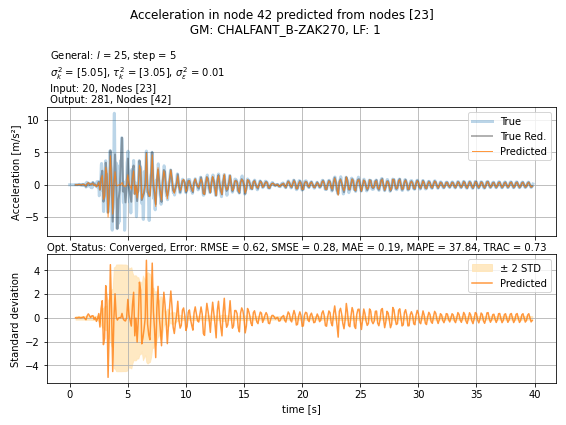 Acceleration in node 42 predicted from nodes [23]
GM: CHALFANT_B-ZAK270, LF: 1
General: l = 25, step = 5
σ²ₖ = [5.05], τ²ₖ = [3.05], σ²ε = 0.01
Input: 20, Nodes [23]
Output: 281, Nodes [42]
Acceleration [m/s²]
10
5
0
−5
True
True Red.
Predicted
Opt. Status: Converged, Error: RMSE = 0.62, SMSE = 0.28, MAE = 0.19, MAPE = 37.84, TRAC = 0.73
Standard deviation
4
2
0
−2
−4
± 2 STD
Predicted
0 5 10 15 20 25 30 35 40
time [s]